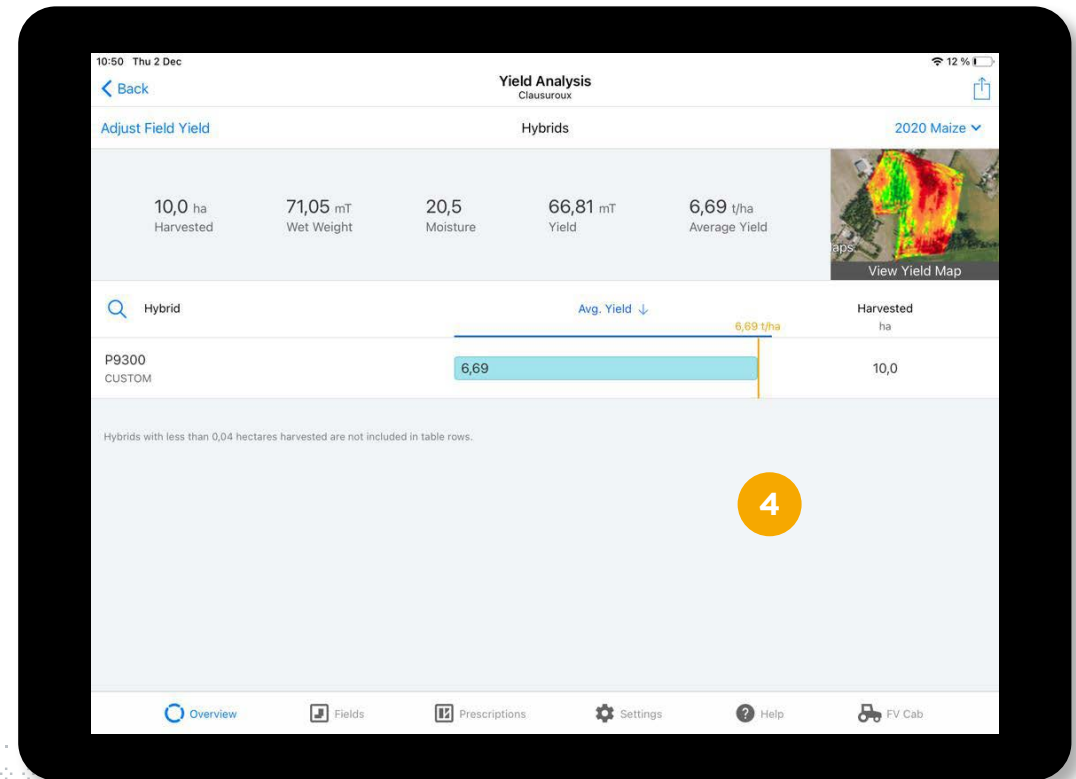 10:50 Thu 2 Dec
12 %
Back
Yield Analysis
Clausuroux
Adjust Field Yield
Hybrids
2020 Maize
10,0 ha
Harvested
71,05 mT
Wet Weight
20,5
Moisture
66,81 mT
Yield
6,69 t/ha
Average Yield
aps
View Yield Map
Hybrid
Avg. Yield ↓
6,69 t/ha
Harvested
ha
P9300
CUSTOM
6,69
10,0
Hybrids with less than 0,04 hectares harvested are not included in table rows.
4
Overview
Fields
Prescriptions
Settings
Help
FV Cab